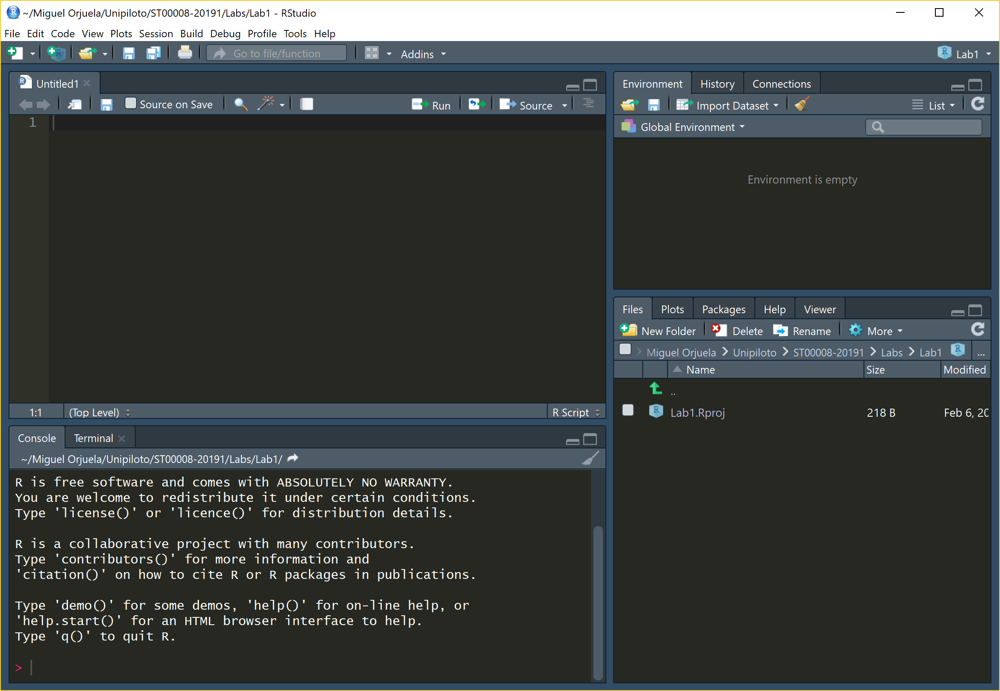 ~/Miguel Orjuela/Unipiloto/ST00008-20191/Labs/Lab1 - RStudio
File Edit Code View Plots Session Build Debug Profile Tools Help
Go to file/function Addins Lab1
Untitled1
Source on Save Run Source
1
1:1 (Top Level) R Script
Console Terminal
~/Miguel Orjuela/Unipiloto/ST00008-20191/Labs/Lab1/
R is free software and comes with ABSOLUTELY NO WARRANTY.
You are welcome to redistribute it under certain conditions.
Type 'license()' or 'licence()' for distribution details.
R is a collaborative project with many contributors.
Type 'contributors()' for more information and
'citation()' on how to cite R or R packages in publications.
Type 'demo()' for some demos, 'help()' for on-line help, or
'help.start()' for an HTML browser interface to help.
Type 'q()' to quit R.
>
Environment History Connections
Import Dataset List
Global Environment
Environment is empty
Files Plots Packages Help Viewer
New Folder Delete Rename More
Miguel Orjuela Unipiloto ST00008-20191 Labs Lab1 ...
Name Size Modified
..
Lab1.Rproj 218 B Feb 6, 20